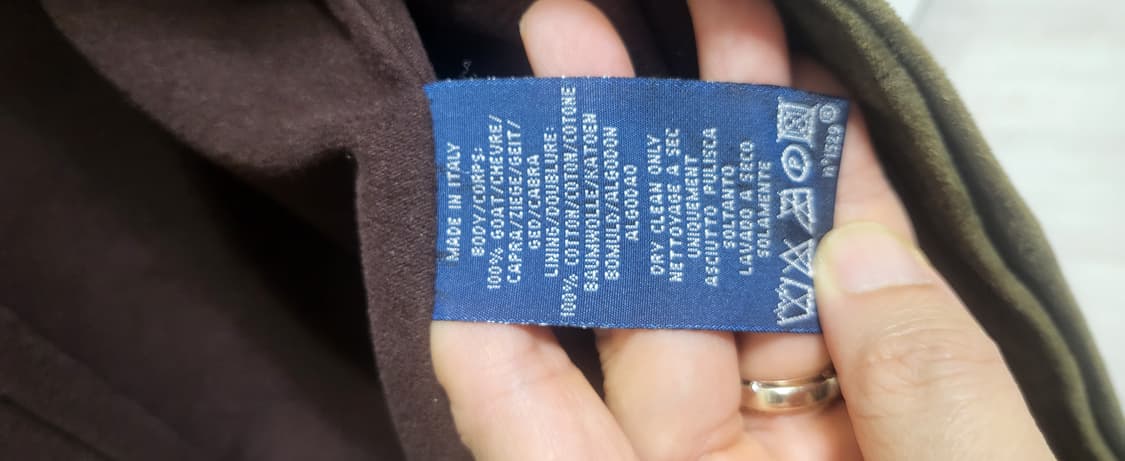 MADE IN ITALY
BODY/CORPS:
100% GOAT/CHEVRE/
CAPRA/ZIEGE/GEIT/
GED/CABRA
LINING/DOUBLURE:
100% COTTON/COTON/COTONE
BAUMWOLLE/KATOEN
BOMULD/ALGODON
ALGODAO
DRY CLEAN ONLY
NETTOYAGE A SEC
UNIQUEMENT
ASCIUTTO PULISCA
SOLTANTO
LAVADO A SECO
SOLAMENTE
P
n°1529 ®